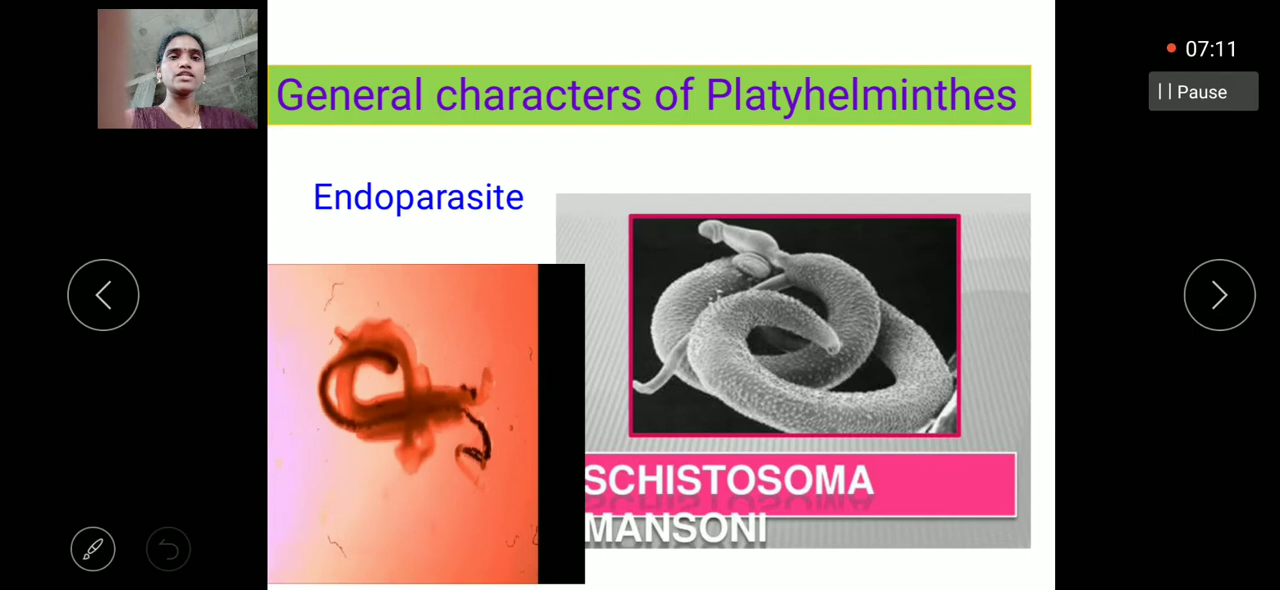 General characters of Platyhelminthes
07:11
Pause
Endoparasite
SCHISTOSOMA
MANSONI